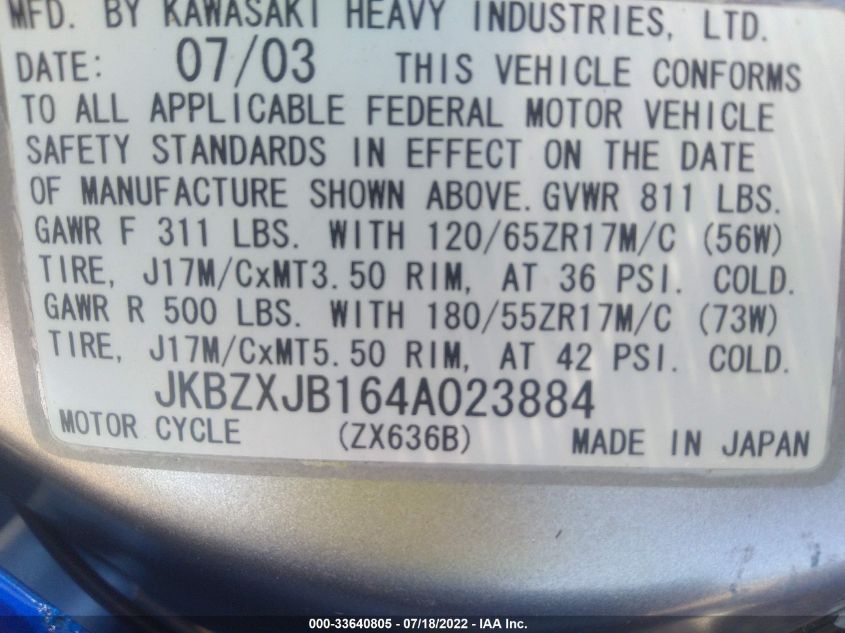 MFD. BY KAWASAKI HEAVY INDUSTRIES, LTD.
DATE: 07/03 THIS VEHICLE CONFORMS
TO ALL APPLICABLE FEDERAL MOTOR VEHICLE
SAFETY STANDARDS IN EFFECT ON THE DATE
OF MANUFACTURE SHOWN ABOVE. GVWR 811 LBS.
GAWR F 311 LBS. WITH 120/65ZR17M/C (56W)
TIRE, J17M/CxMT3.50 RIM, AT 36 PSI. COLD.
GAWR R 500 LBS. WITH 180/55ZR17M/C (73W)
TIRE, J17M/CxMT5.50 RIM, AT 42 PSI. COLD.
JKBZXJB164A023884
MOTOR CYCLE (ZX636B) MADE IN JAPAN
000-33640805 - 07/18/2022 - IAA Inc.